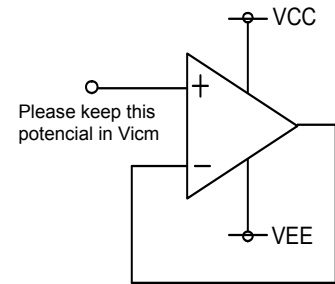 VCC
+
Please keep this
potencial in Vicm
−
VEE